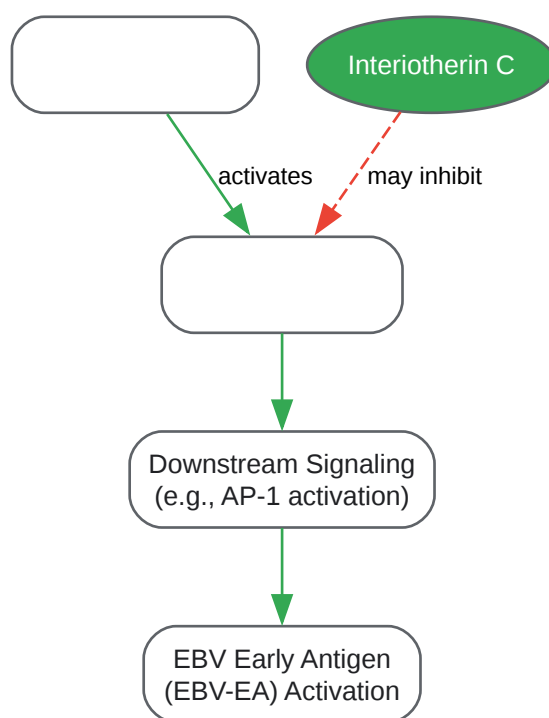 Interiotherin C
activates
may inhibit
Downstream Signaling
(e.g., AP-1 activation)
EBV Early Antigen
(EBV-EA) Activation